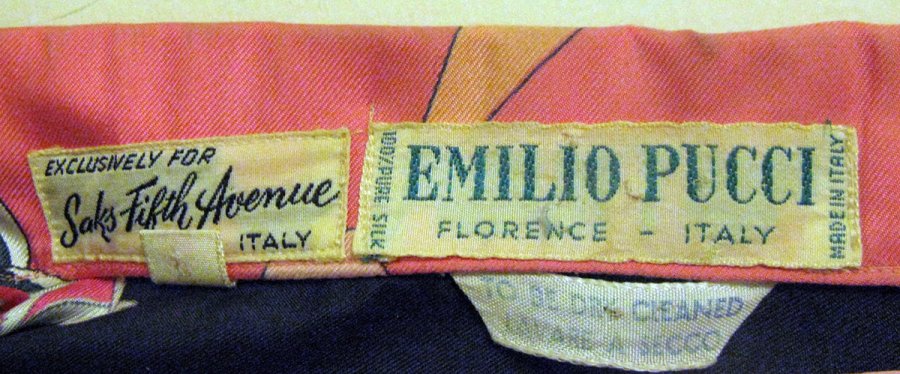 EXCLUSIVELY FOR
Saks Fifth Avenue
ITALY
100% PURE SILK
EMILIO PUCCI
FLORENCE - ITALY
MADE IN ITALY
TO BE DRY CLEANED
A SECCO